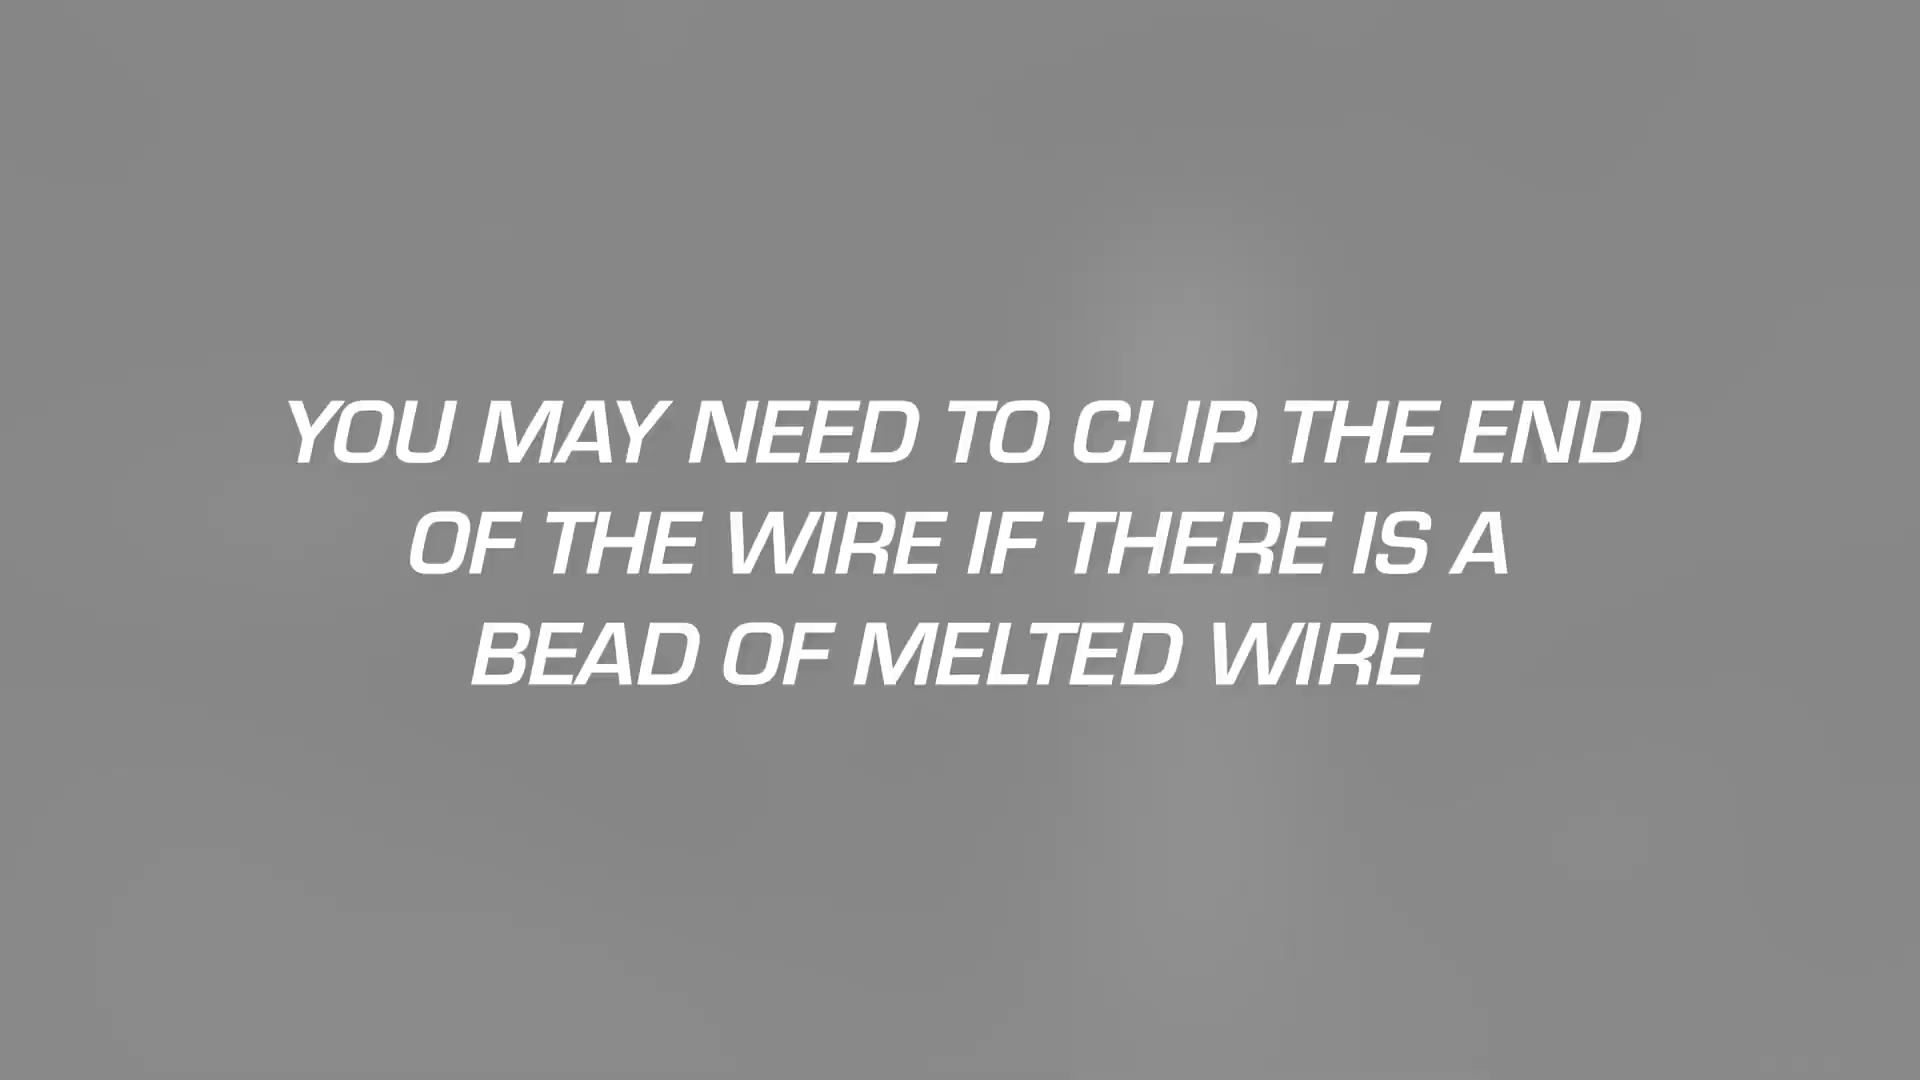 YOU MAY NEED TO CLIP THE END
OF THE WIRE IF THERE IS A
BEAD OF MELTED WIRE